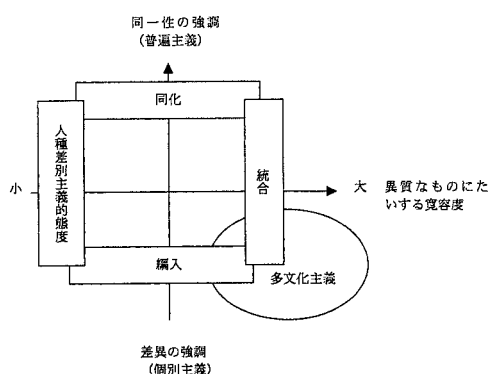 同一性の強調
（普遍主義）
同化
人種差別主義的態度
統合
小
大
異質なものにた
いする寛容度
編入
多文化主義
差異の強調
（個別主義）